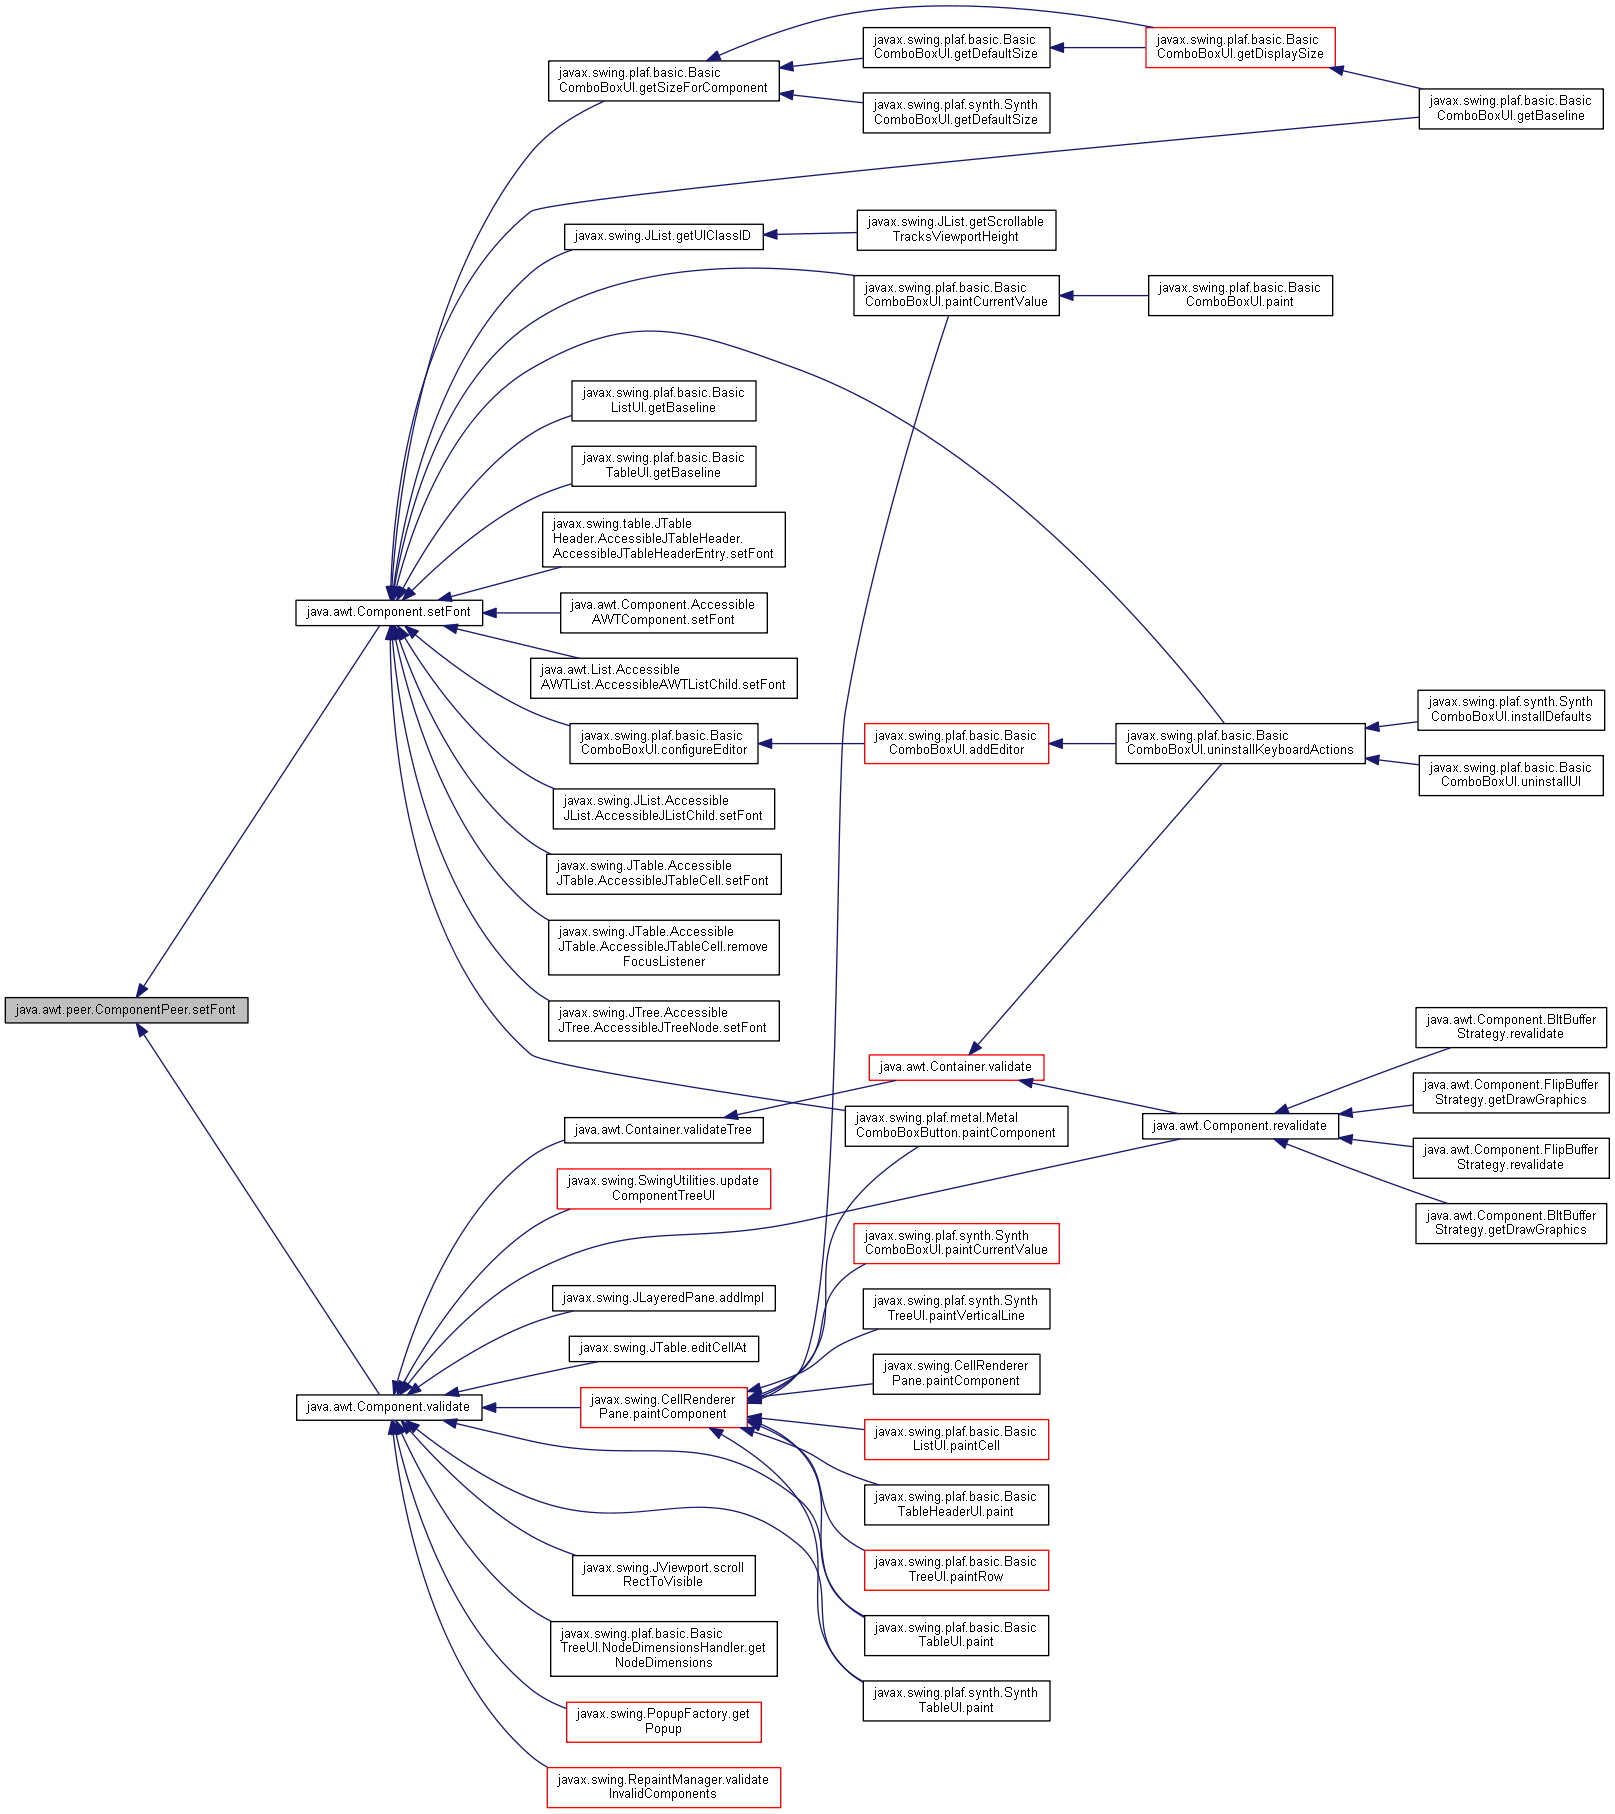 javax.swing.plaf.basic.Basic
ComboBoxUI.getSizeForComponent
javax.swing.plaf.basic.Basic
ComboBoxUI.getDefaultSize
javax.swing.plaf.basic.Basic
ComboBoxUI.getDisplaySize
javax.swing.plaf.synth.Synth
ComboBoxUI.getDefaultSize
javax.swing.plaf.basic.Basic
ComboBoxUI.getBaseline
javax.swing.JList.getUIClassID
javax.swing.JList.getScrollable
TracksViewportHeight
javax.swing.plaf.basic.Basic
ComboBoxUI.paintCurrentValue
javax.swing.plaf.basic.Basic
ComboBoxUI.paint
javax.swing.plaf.basic.Basic
ListUI.getBaseline
javax.swing.plaf.basic.Basic
TableUI.getBaseline
javax.swing.table.JTable
Header.AccessibleJTableHeader.
AccessibleJTableHeaderEntry.setFont
java.awt.Component.setFont
java.awt.Component.Accessible
AWTComponent.setFont
java.awt.List.Accessible
AWTList.AccessibleAWTListChild.setFont
javax.swing.plaf.basic.Basic
ComboBoxUI.configureEditor
javax.swing.plaf.basic.Basic
ComboBoxUI.addEditor
javax.swing.plaf.basic.Basic
ComboBoxUI.uninstallKeyboardActions
javax.swing.plaf.synth.Synth
ComboBoxUI.installDefaults
javax.swing.plaf.basic.Basic
ComboBoxUI.uninstallUI
javax.swing.JList.Accessible
JList.AccessibleJListChild.setFont
javax.swing.JTable.Accessible
JTable.AccessibleJTableCell.setFont
javax.swing.JTable.Accessible
JTable.AccessibleJTableCell.remove
FocusListener
java.awt.peer.ComponentPeer.setFont
javax.swing.JTree.Accessible
JTree.AccessibleJTreeNode.setFont
java.awt.Container.validate
java.awt.Component.BltBuffer
Strategy.revalidate
java.awt.Component.FlipBuffer
Strategy.getDrawGraphics
java.awt.Container.validateTree
javax.swing.plaf.metal.Metal
ComboBoxButton.paintComponent
java.awt.Component.revalidate
java.awt.Component.FlipBuffer
Strategy.revalidate
javax.swing.SwingUtilities.update
ComponentTreeUI
java.awt.Component.BltBuffer
Strategy.getDrawGraphics
javax.swing.plaf.synth.Synth
ComboBoxUI.paintCurrentValue
javax.swing.JLayeredPane.addImpl
javax.swing.plaf.synth.Synth
TreeUI.paintVerticalLine
javax.swing.JTable.editCellAt
javax.swing.CellRenderer
Pane.paintComponent
java.awt.Component.validate
javax.swing.CellRenderer
Pane.paintComponent
javax.swing.plaf.basic.Basic
ListUI.paintCell
javax.swing.plaf.basic.Basic
TableHeaderUI.paint
javax.swing.JViewport.scroll
RectToVisible
javax.swing.plaf.basic.Basic
TreeUI.paintRow
javax.swing.plaf.basic.Basic
TreeUI.NodeDimensionsHandler.get
NodeDimensions
javax.swing.plaf.basic.Basic
TableUI.paint
javax.swing.PopupFactory.get
Popup
javax.swing.plaf.synth.Synth
TableUI.paint
javax.swing.RepaintManager.validate
InvalidComponents